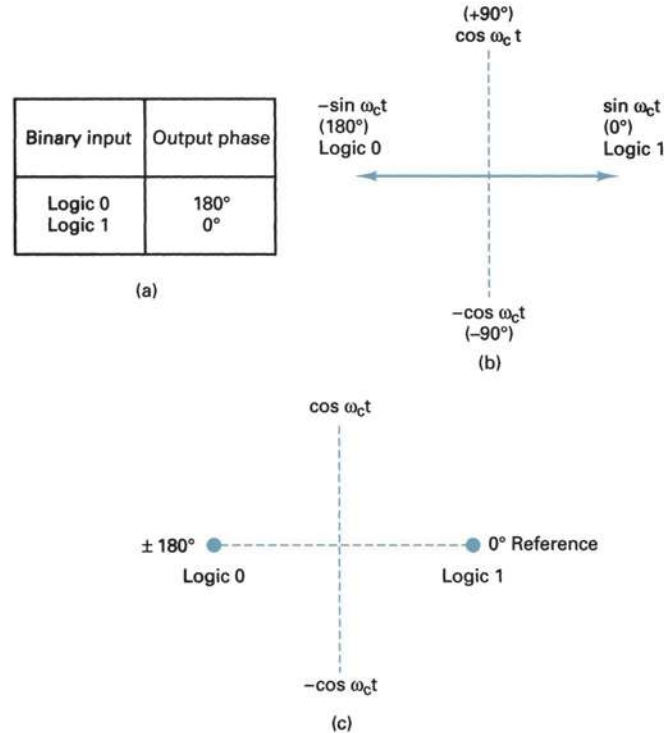 Binary input Output phase
Logic 0 180°
Logic 1 0°
(a)
(+90°)
cos ωct
−sin ωct
(180°)
Logic 0
sin ωct
(0°)
Logic 1
−cos ωct
(−90°)
(b)
cos ωct
± 180°
Logic 0
0° Reference
Logic 1
−cos ωct
(c)